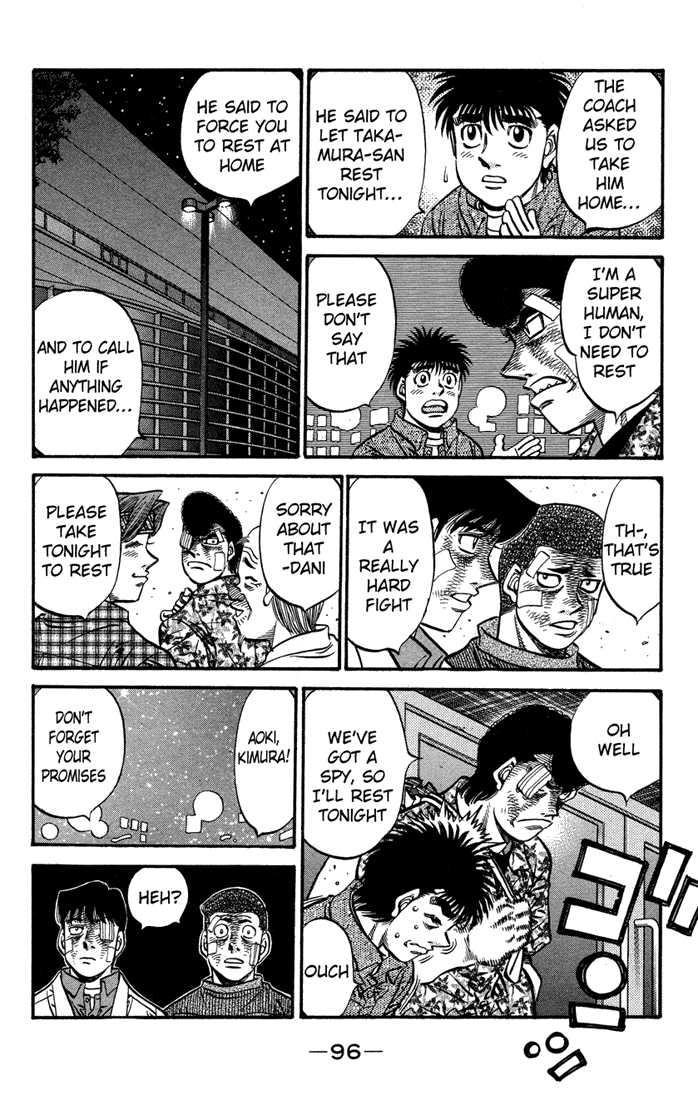 THE
COACH
ASKED
US TO
TAKE
HIM
HOME...
HE SAID TO
LET TAKA-
MURA-SAN
REST
TONIGHT...
I'M A
SUPER
HUMAN,
I DON'T
NEED TO
REST
PLEASE
DON'T
SAY
THAT
HE SAID TO
FORCE YOU
TO REST AT
HOME
AND TO CALL
HIM IF
ANYTHING
HAPPENED...
TH-,
THAT'S
TRUE
IT WAS
A
REALLY
HARD
FIGHT
SORRY
ABOUT
THAT
-DANI
PLEASE
TAKE
TONIGHT
TO REST
OH
WELL
WE'VE
GOT A
SPY, SO
I'LL REST
TONIGHT
OUCH
AOKI,
KIMURA!
DON'T
FORGET
YOUR
PROMISES
HEH?
—96—